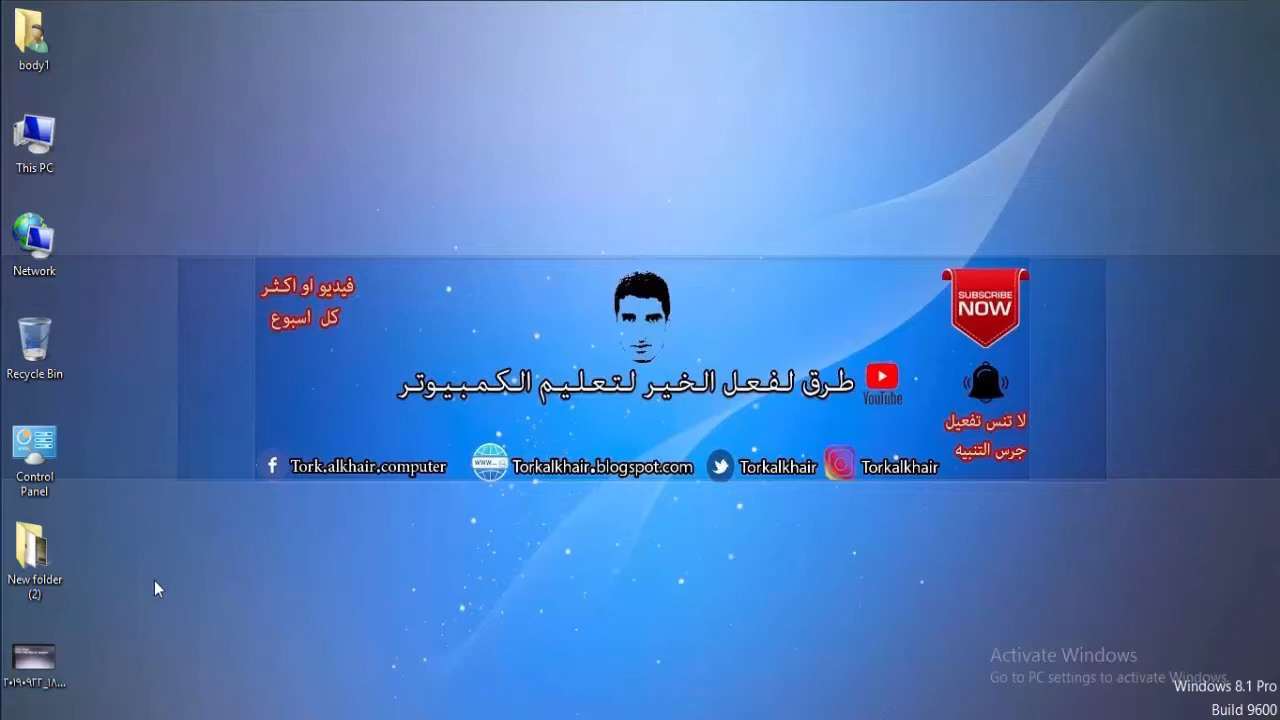 body1
This PC
Network
Recycle Bin
Control
Panel
New folder
(2)
٢٠١٩٠٩٢٢_١٨...
فيديو او اكثر
كل اسبوع
SUBSCRIBE
NOW
طرق لفعل الخير لتعليم الكمبيوتر
YouTube
لا تنس تفعيل
جرس التنبيه
f Tork.alkhair.computer
www... Torkalkhair.blogspot.com
Torkalkhair
Torkalkhair
Activate Windows
Go to PC settings to activate Windows.
Windows 8.1 Pro
Build 9600